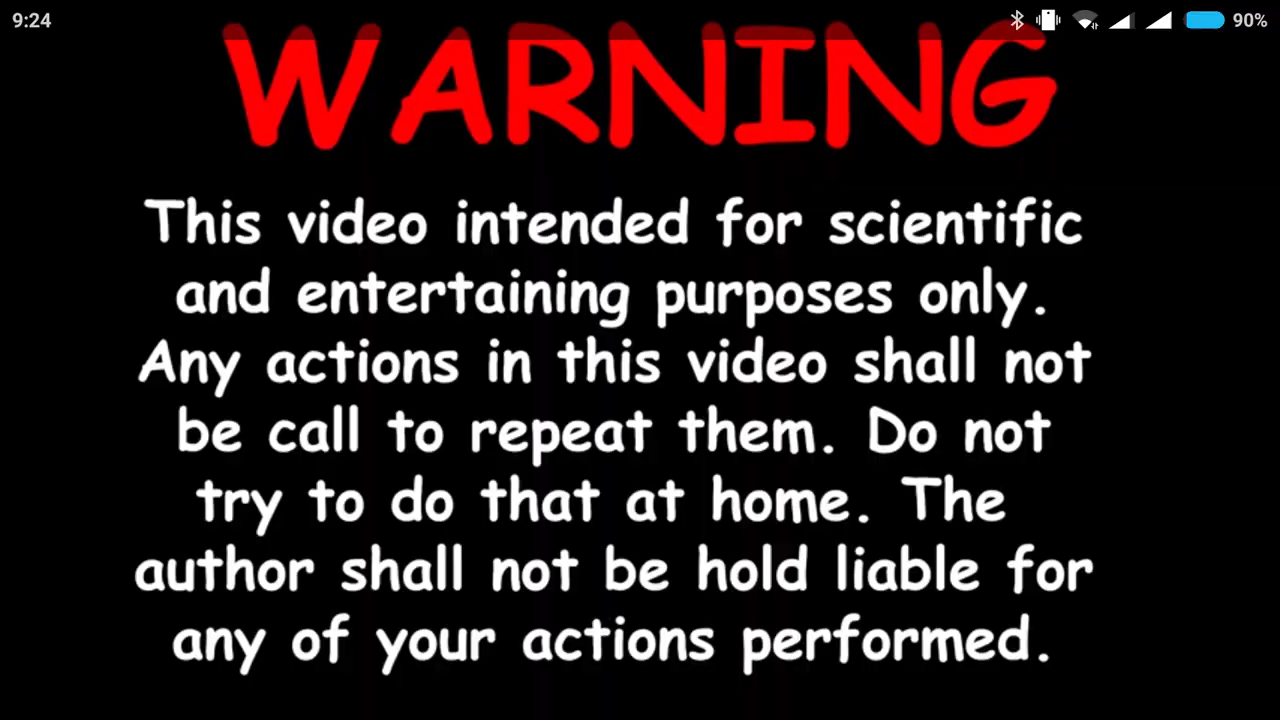 9:24
90%
WARNING
This video intended for scientific
and entertaining purposes only.
Any actions in this video shall not
be call to repeat them. Do not
try to do that at home. The
author shall not be hold liable for
any of your actions performed.